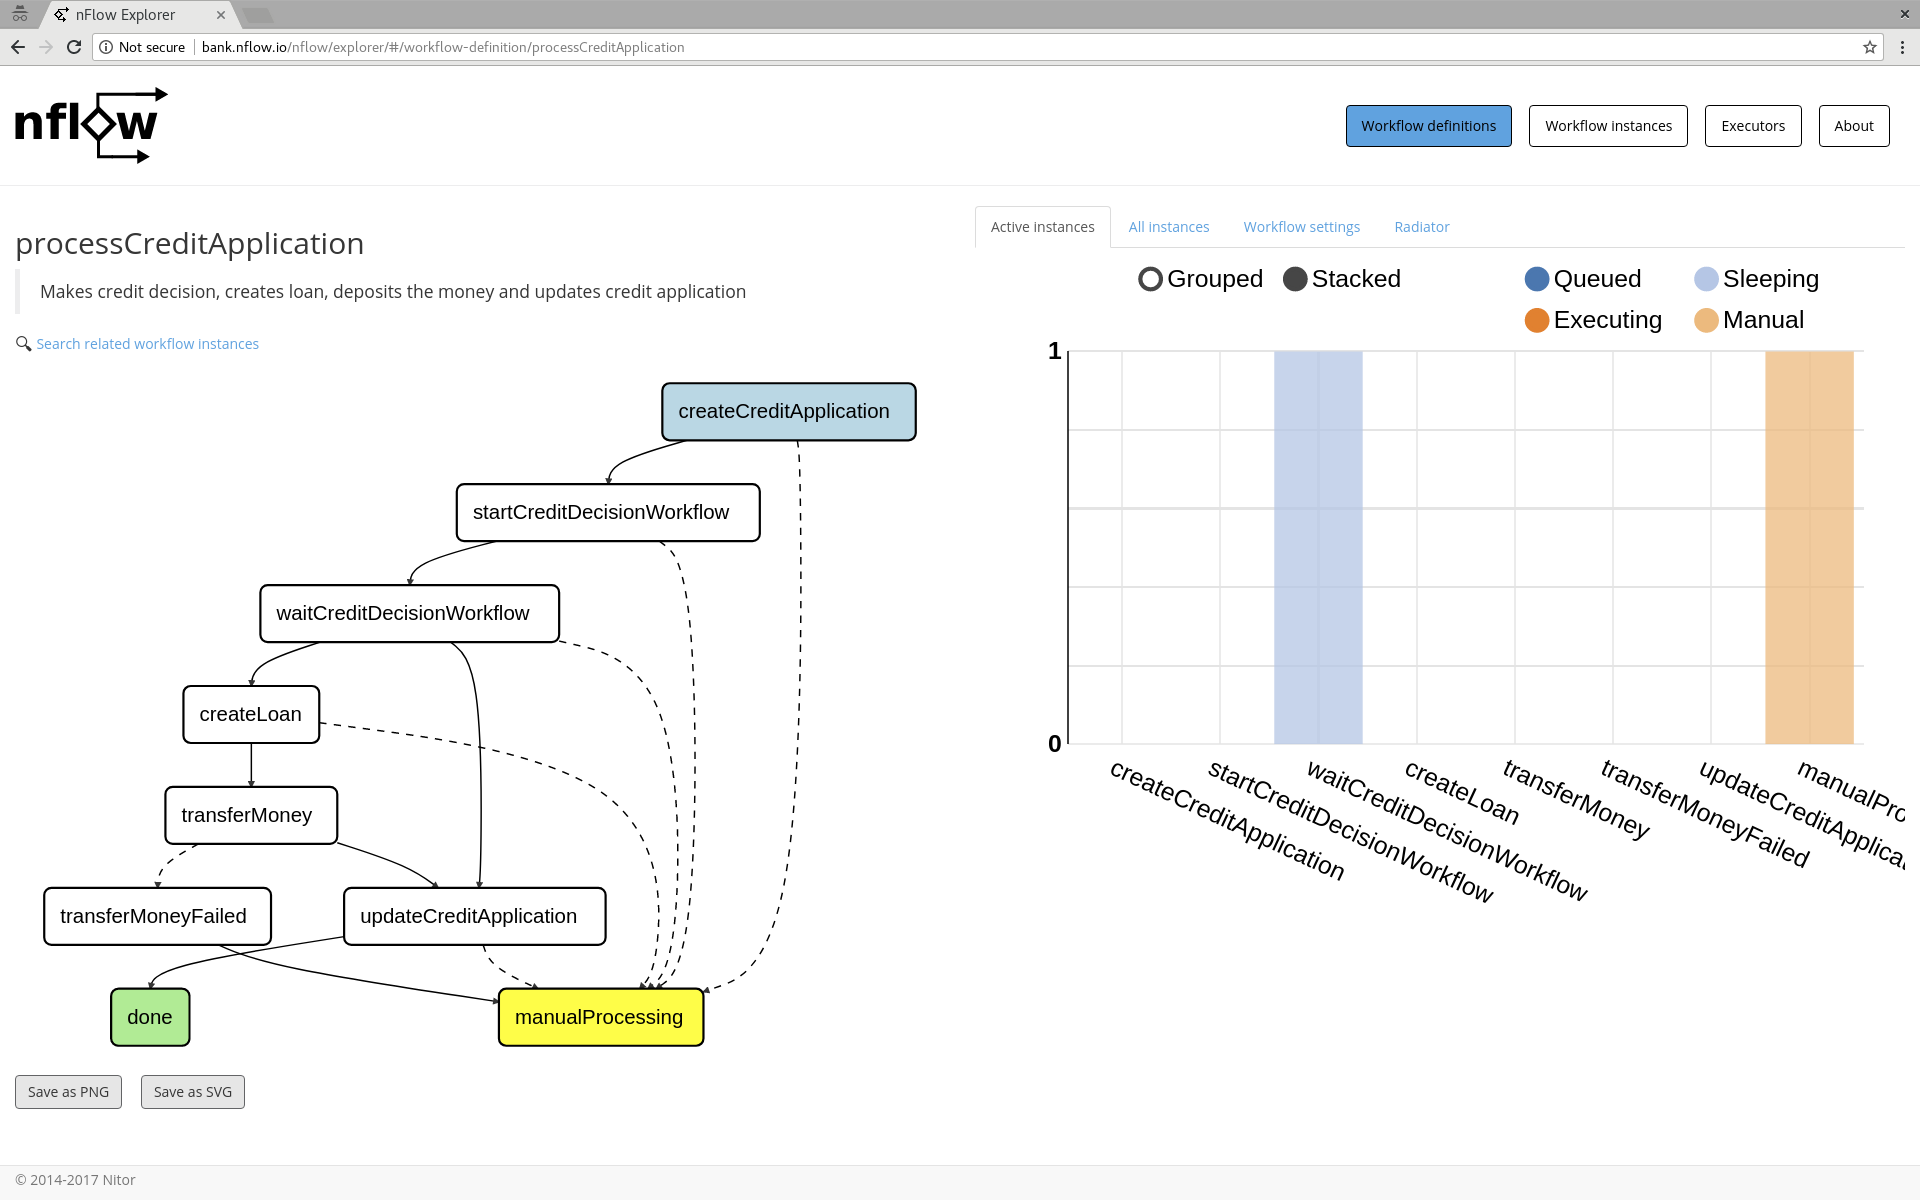 nFlow Explorer
Not secure bank.nflow.io/nflow/explorer/#/workflow-definition/processCreditApplication
nflow
Workflow definitions
Workflow instances
Executors
About
processCreditApplication
Makes credit decision, creates loan, deposits the money and updates credit application
Search related workflow instances
createCreditApplication
startCreditDecisionWorkflow
waitCreditDecisionWorkflow
createLoan
transferMoney
transferMoneyFailed
updateCreditApplication
done
manualProcessing
Save as PNG
Save as SVG
Active instances
All instances
Workflow settings
Radiator
Grouped
Stacked
Queued
Sleeping
Executing
Manual
1
0
createCreditApplication
startCreditDecisionWorkflow
waitCreditDecisionWorkflow
createLoan
transferMoney
transferMoneyFailed
updateCreditApplica
manualPro
© 2014-2017 Nitor